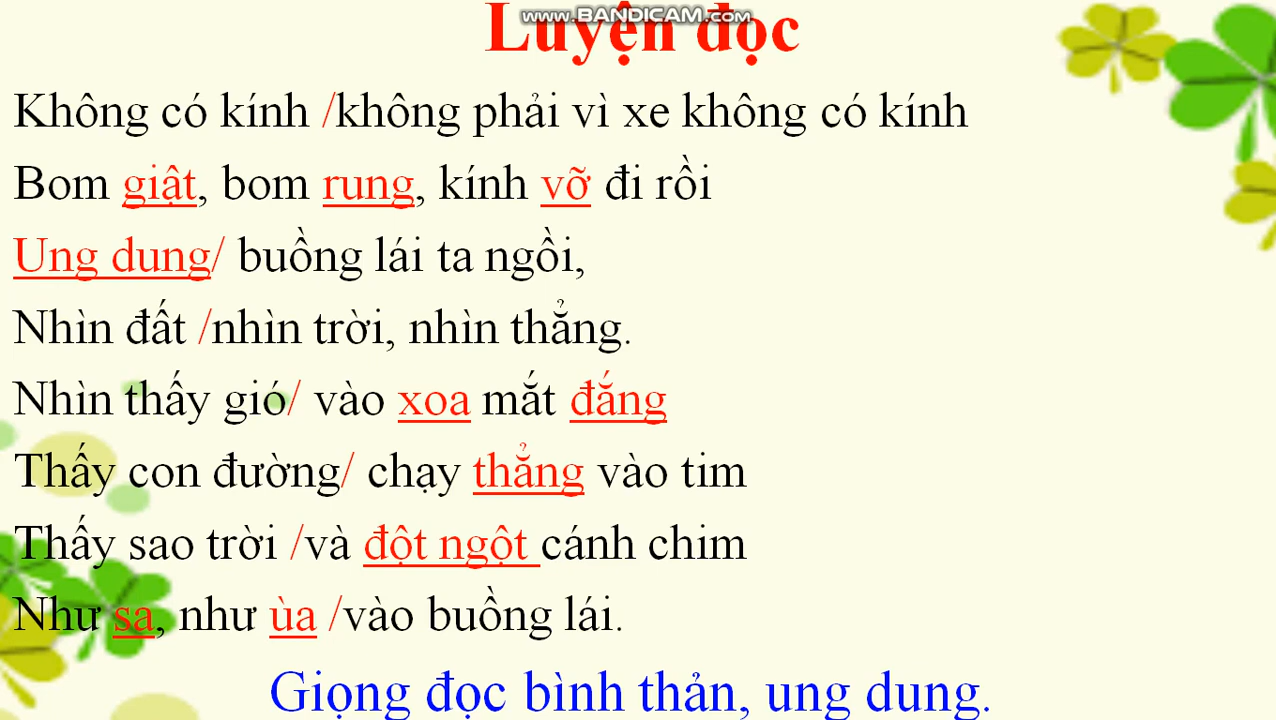 www.BANDICAM.com
Luyện đọc
Không có kính /không phải vì xe không có kính
Bom giật, bom rung, kính vỡ đi rồi
Ung dung/ buồng lái ta ngồi,
Nhìn đất /nhìn trời, nhìn thẳng.
Nhìn thấy gió/ vào xoa mắt đắng
Thấy con đường/ chạy thẳng vào tim
Thấy sao trời /và đột ngột cánh chim
Như sa, như ùa /vào buồng lái.
Giọng đọc bình thản, ung dung.